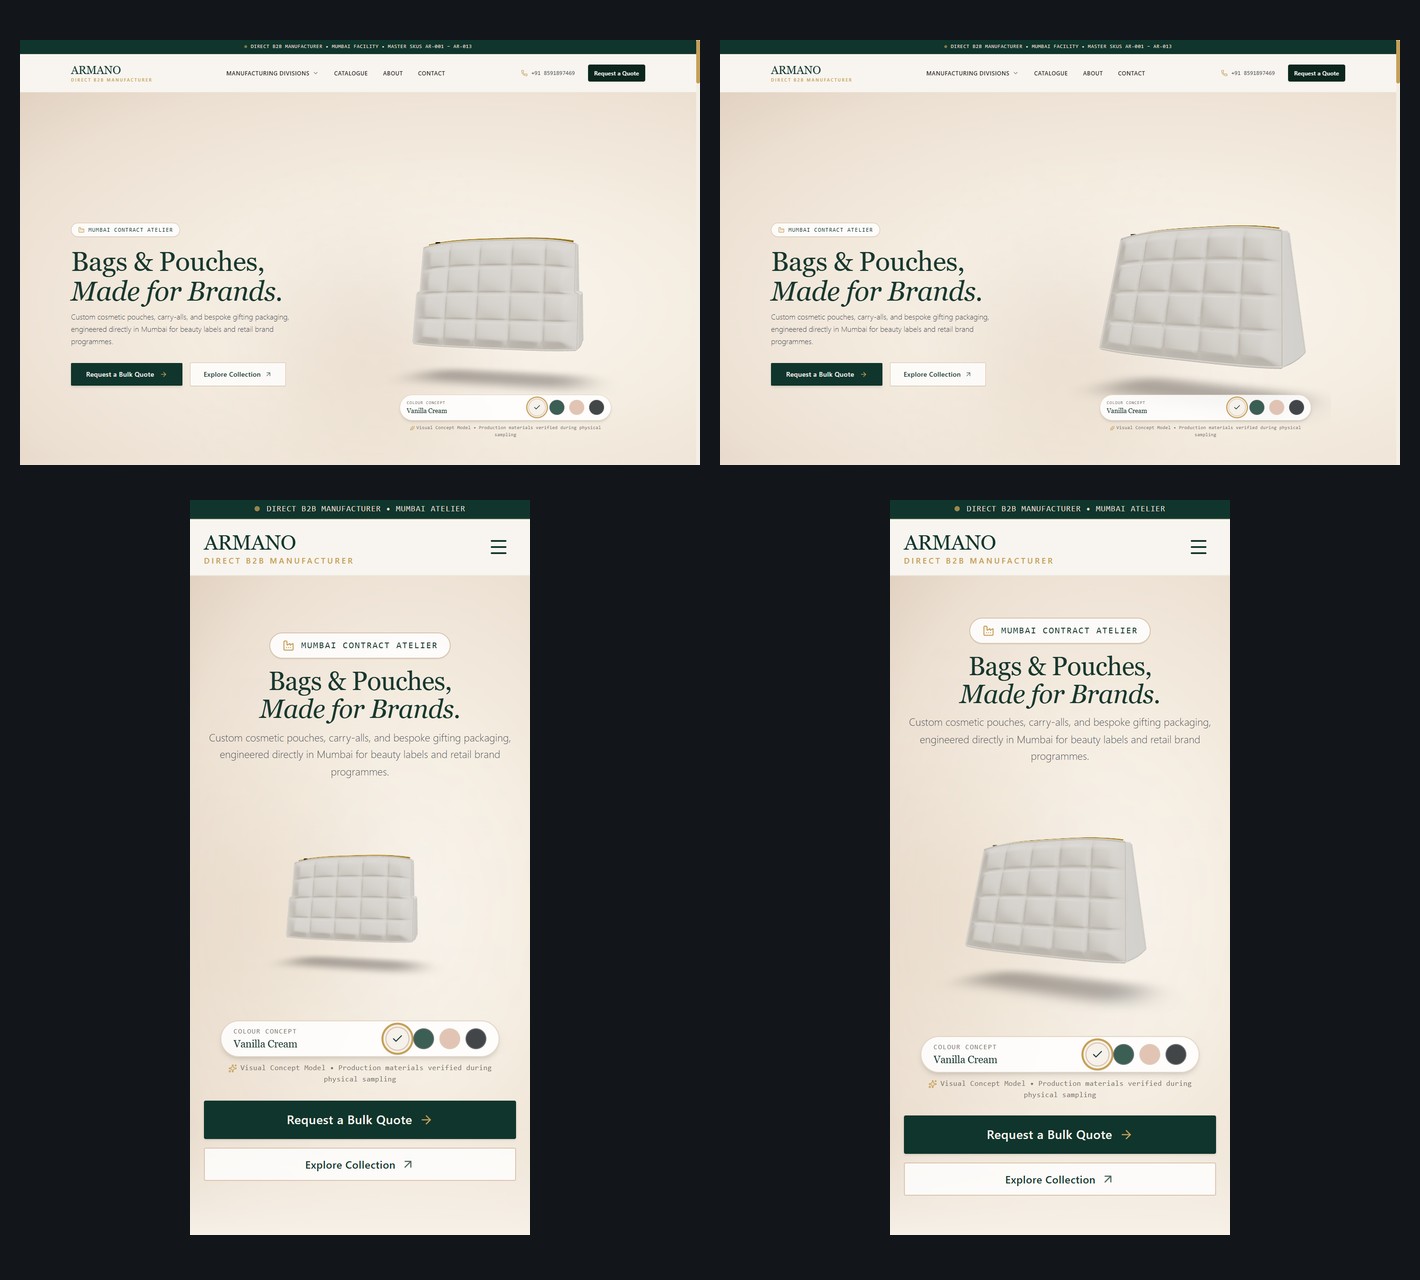 DIRECT B2B MANUFACTURER • MUMBAI FACILITY • MASTER SKUS AR-001 – AR-013
ARMANO
DIRECT B2B MANUFACTURER
MANUFACTURING DIVISIONS
CATALOGUE
ABOUT
CONTACT
+91 8591897469
Request a Quote
MUMBAI CONTRACT ATELIER
Bags & Pouches,
Made for Brands.
Custom cosmetic pouches, carry-alls, and bespoke gifting packaging,
engineered directly in Mumbai for beauty labels and retail brand
programmes.
Request a Bulk Quote
Explore Collection
COLOUR CONCEPT
Vanilla Cream
Visual Concept Model • Production materials verified during physical
sampling
DIRECT B2B MANUFACTURER • MUMBAI FACILITY • MASTER SKUS AR-001 – AR-013
ARMANO
DIRECT B2B MANUFACTURER
MANUFACTURING DIVISIONS
CATALOGUE
ABOUT
CONTACT
+91 8591897469
Request a Quote
MUMBAI CONTRACT ATELIER
Bags & Pouches,
Made for Brands.
Custom cosmetic pouches, carry-alls, and bespoke gifting packaging,
engineered directly in Mumbai for beauty labels and retail brand
programmes.
Request a Bulk Quote
Explore Collection
COLOUR CONCEPT
Vanilla Cream
Visual Concept Model • Production materials verified during physical
sampling
DIRECT B2B MANUFACTURER • MUMBAI ATELIER
ARMANO
DIRECT B2B MANUFACTURER
MUMBAI CONTRACT ATELIER
Bags & Pouches,
Made for Brands.
Custom cosmetic pouches, carry-alls, and bespoke gifting packaging,
engineered directly in Mumbai for beauty labels and retail brand
programmes.
COLOUR CONCEPT
Vanilla Cream
Visual Concept Model • Production materials verified during
physical sampling
Request a Bulk Quote
Explore Collection
DIRECT B2B MANUFACTURER • MUMBAI ATELIER
ARMANO
DIRECT B2B MANUFACTURER
MUMBAI CONTRACT ATELIER
Bags & Pouches,
Made for Brands.
Custom cosmetic pouches, carry-alls, and bespoke gifting packaging,
engineered directly in Mumbai for beauty labels and retail brand
programmes.
COLOUR CONCEPT
Vanilla Cream
Visual Concept Model • Production materials verified during
physical sampling
Request a Bulk Quote
Explore Collection